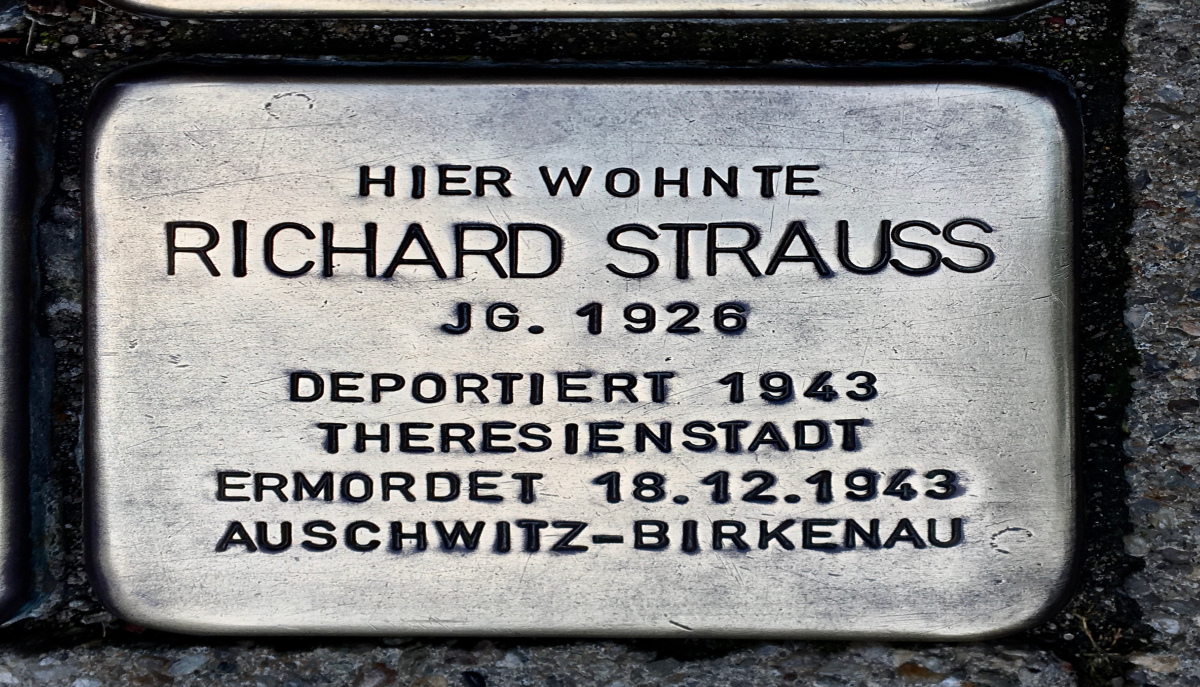 HIER WOHNTE
RICHARD STRAUSS
JG. 1926
DEPORTIERT 1943
THERESIENSTADT
ERMORDET 18.12.1943
AUSCHWITZ-BIRKENAU